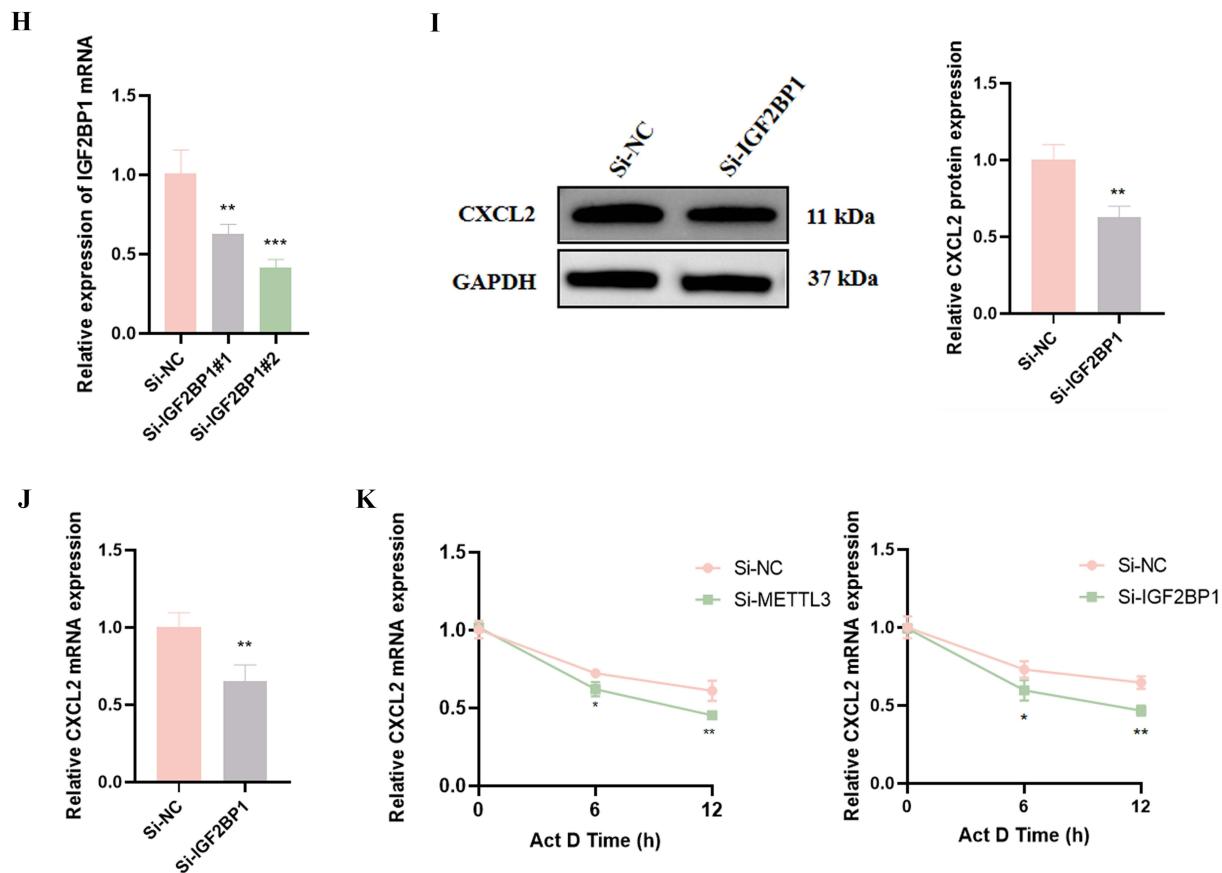 H
Relative expression of IGF2BP1 mRNA
1.5
1.0
0.5
0.0
**
***
Si-NC
Si-IGF2BP1#1
Si-IGF2BP1#2
I
Si-NC
Si-IGF2BP1
CXCL2
11 kDa
GAPDH
37 kDa
Relative CXCL2 protein expression
1.5
1.0
0.5
0.0
**
Si-NC
Si-IGF2BP1
J
Relative CXCL2 mRNA expression
1.5
1.0
0.5
0.0
**
Si-NC
Si-IGF2BP1
K
Relative CXCL2 mRNA expression
1.5
1.0
0.5
0.0
Si-NC
Si-METTL3
*
**
0 6 12
Act D Time (h)
Relative CXCL2 mRNA expression
1.5
1.0
0.5
0.0
Si-NC
Si-IGF2BP1
*
**
0 6 12
Act D Time (h)